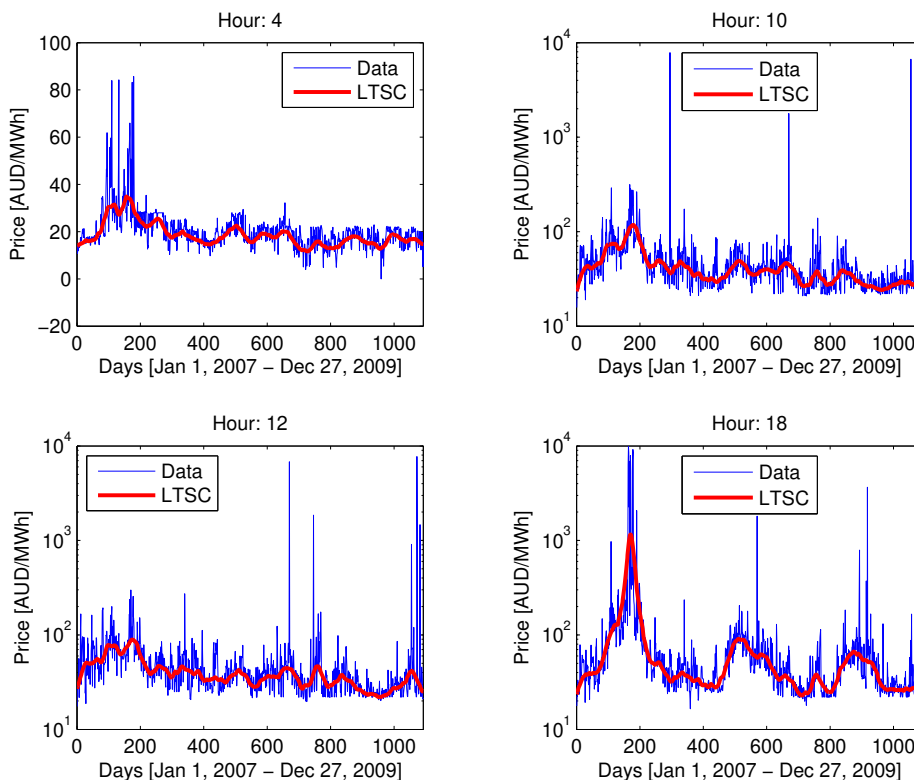 Hour: 4
Price [AUD/MWh]
100
80
60
40
20
0
−20
Data
LTSC
0 200 400 600 800 1000
Days [Jan 1, 2007 − Dec 27, 2009]
Hour: 10
Price [AUD/MWh]
10^4
10^3
10^2
10^1
Data
LTSC
0 200 400 600 800 1000
Days [Jan 1, 2007 − Dec 27, 2009]
Hour: 12
Price [AUD/MWh]
10^4
10^3
10^2
10^1
Data
LTSC
0 200 400 600 800 1000
Days [Jan 1, 2007 − Dec 27, 2009]
Hour: 18
Price [AUD/MWh]
10^4
10^3
10^2
10^1
Data
LTSC
0 200 400 600 800 1000
Days [Jan 1, 2007 − Dec 27, 2009]